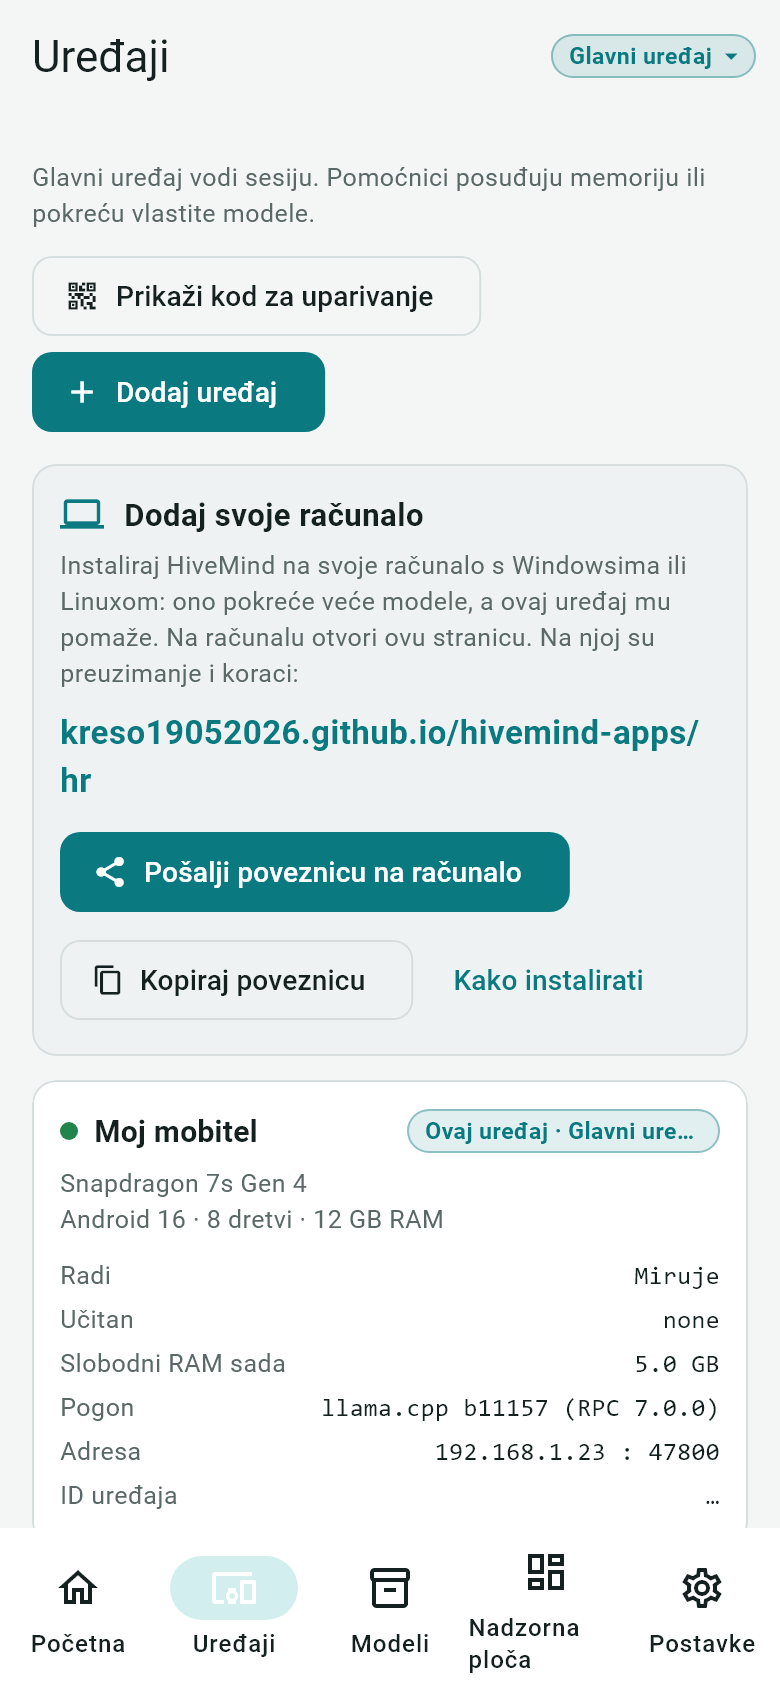 Uređaji
Glavni uređaj
Glavni uređaj vodi sesiju. Pomoćnici posuđuju memoriju ili
pokreću vlastite modele.
Prikaži kod za uparivanje
Dodaj uređaj
Dodaj svoje računalo
Instaliraj HiveMind na svoje računalo s Windowsima ili
Linuxom: ono pokreće veće modele, a ovaj uređaj mu
pomaže. Na računalu otvori ovu stranicu. Na njoj su
preuzimanje i koraci:
kreso19052026.github.io/hivemind-apps/
hr
Pošalji poveznicu na računalo
Kopiraj poveznicu
Kako instalirati
Moj mobitel
Ovaj uređaj · Glavni ure…
Snapdragon 7s Gen 4
Android 16 · 8 dretvi · 12 GB RAM
Radi Miruje
Učitan none
Slobodni RAM sada 5.0 GB
Pogon llama.cpp b11157 (RPC 7.0.0)
Adresa 192.168.1.23 : 47800
ID uređaja …
Početna
Uređaji
Modeli
Nadzorna
ploča
Postavke